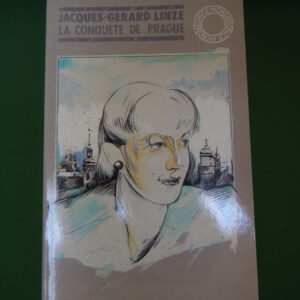 JACQUES-GERARD LINZE
LA CONQUETE DE PRAGUE